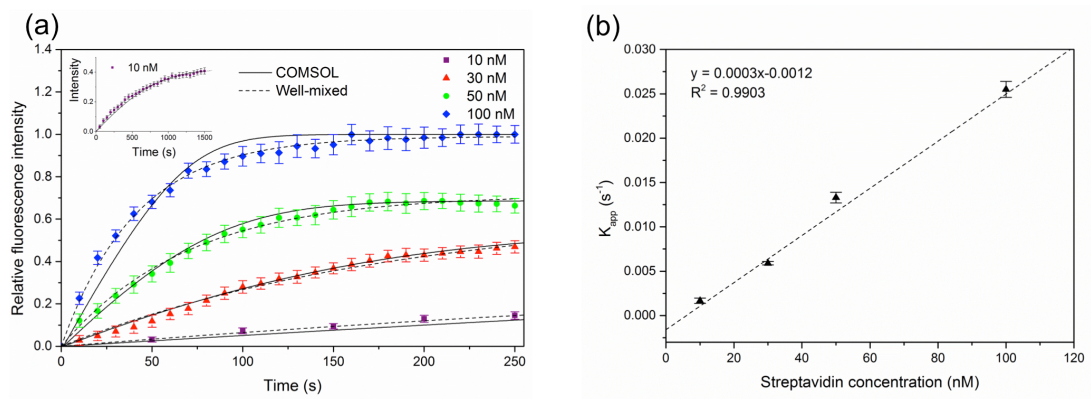 (a)
1.4
1.2
1.0
0.8
0.6
0.4
0.2
0.0
Relative fluorescence intensity
0 50 100 150 200 250
Time (s)
Intensity
0.4
0.2
0.0
0 500 1000 1500
Time (s)
10 nM
COMSOL
Well-mixed
10 nM
30 nM
50 nM
100 nM
(b)
0.030
0.025
0.020
0.015
0.010
0.005
0.000
K_app (s⁻¹)
y = 0.0003x-0.0012
R² = 0.9903
0 20 40 60 80 100 120
Streptavidin concentration (nM)